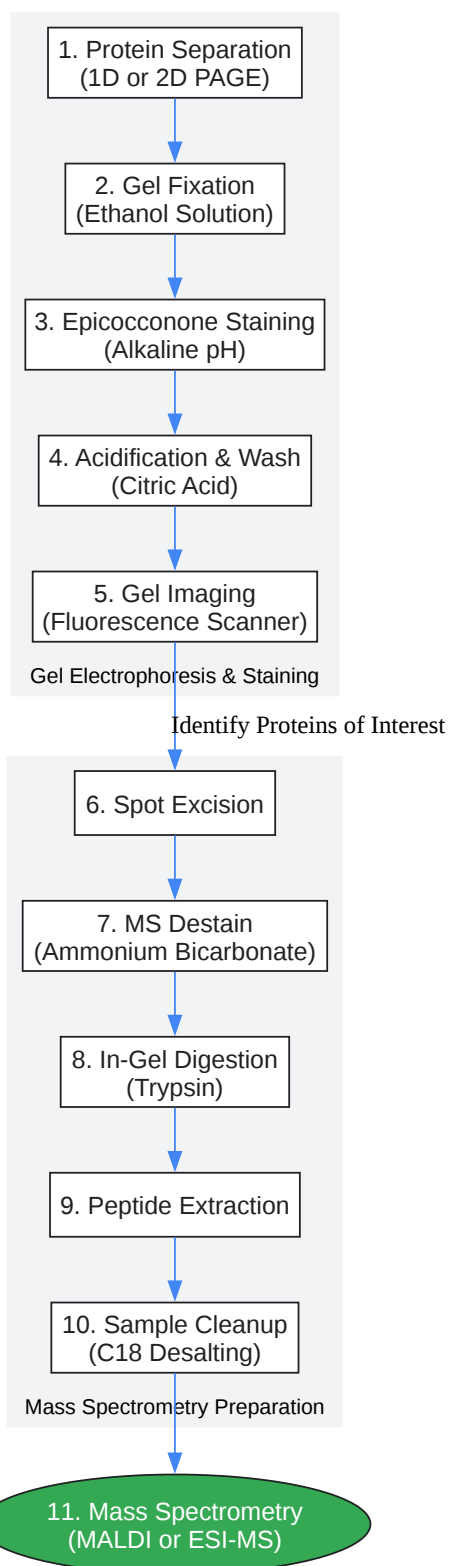 1. Protein Separation
(1D or 2D PAGE)
2. Gel Fixation
(Ethanol Solution)
3. Epicocconone Staining
(Alkaline pH)
4. Acidification & Wash
(Citric Acid)
5. Gel Imaging
(Fluorescence Scanner)
Gel Electrophoresis & Staining
Identify Proteins of Interest
6. Spot Excision
7. MS Destain
(Ammonium Bicarbonate)
8. In-Gel Digestion
(Trypsin)
9. Peptide Extraction
10. Sample Cleanup
(C18 Desalting)
Mass Spectrometry Preparation
11. Mass Spectrometry
(MALDI or ESI-MS)